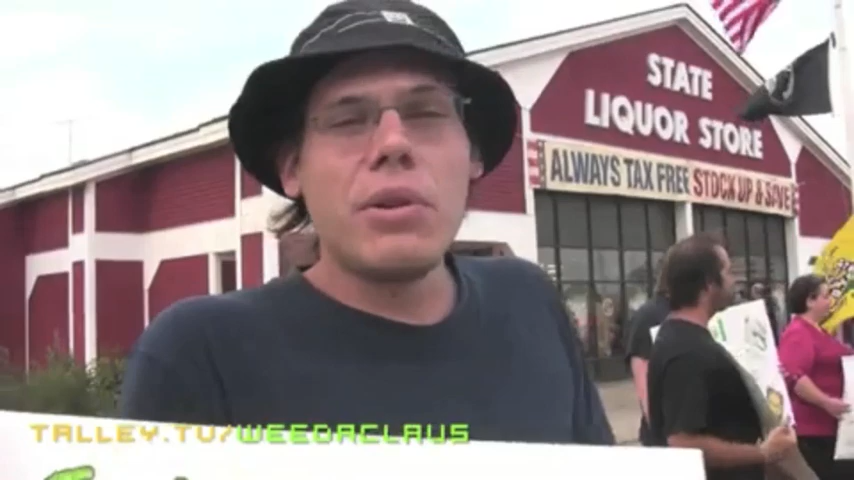 STATE
LIQUOR STORE
ALWAYS TAX FREE STOCK UP & SAVE
TALLEY.TV/WEEDACLAUS